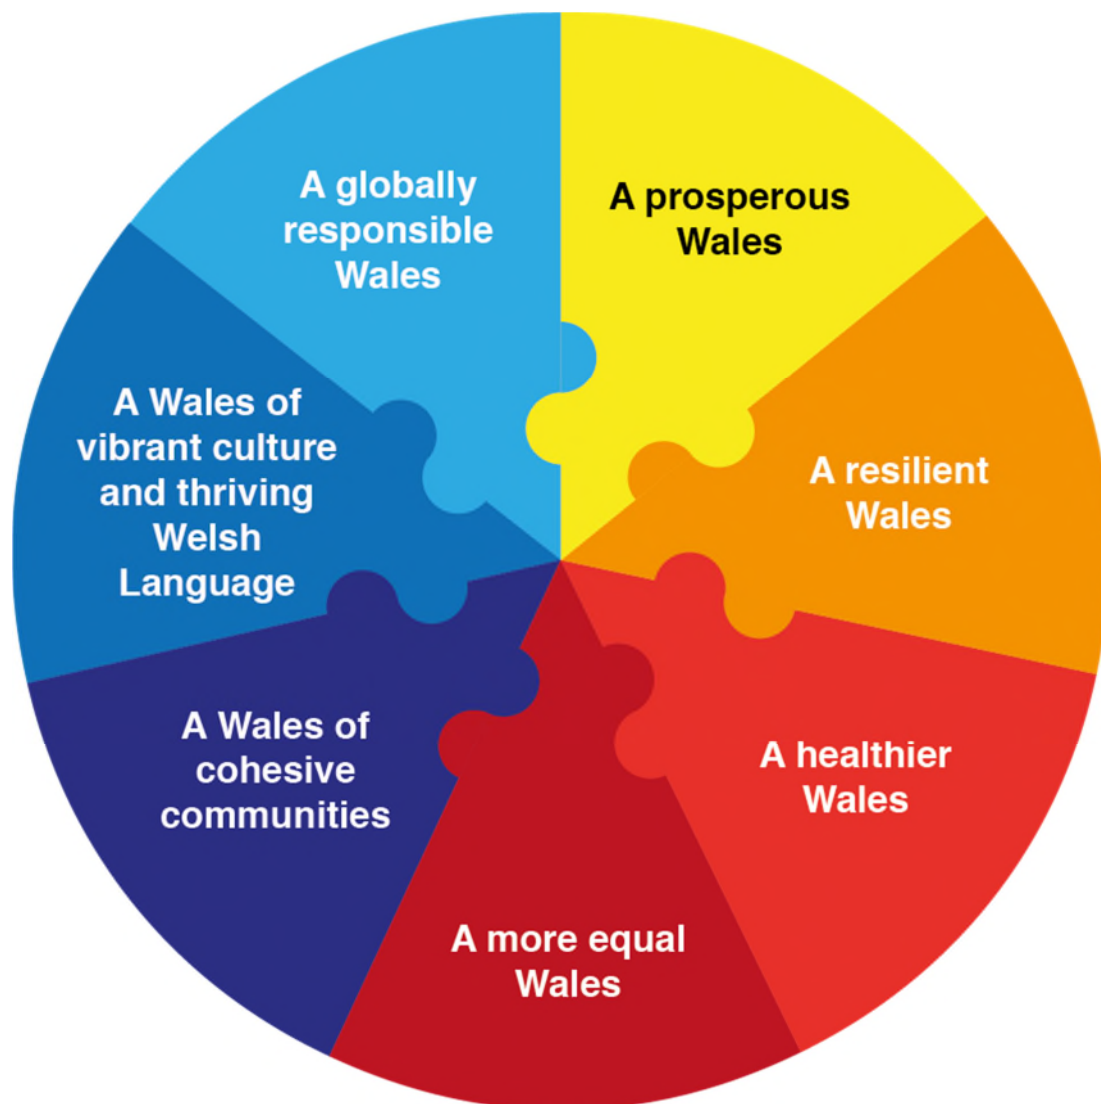 A prosperous
Wales
A resilient
Wales
A healthier
Wales
A more equal
Wales
A Wales of
cohesive
communities
A Wales of
vibrant culture
and thriving
Welsh
Language
A globally
responsible
Wales